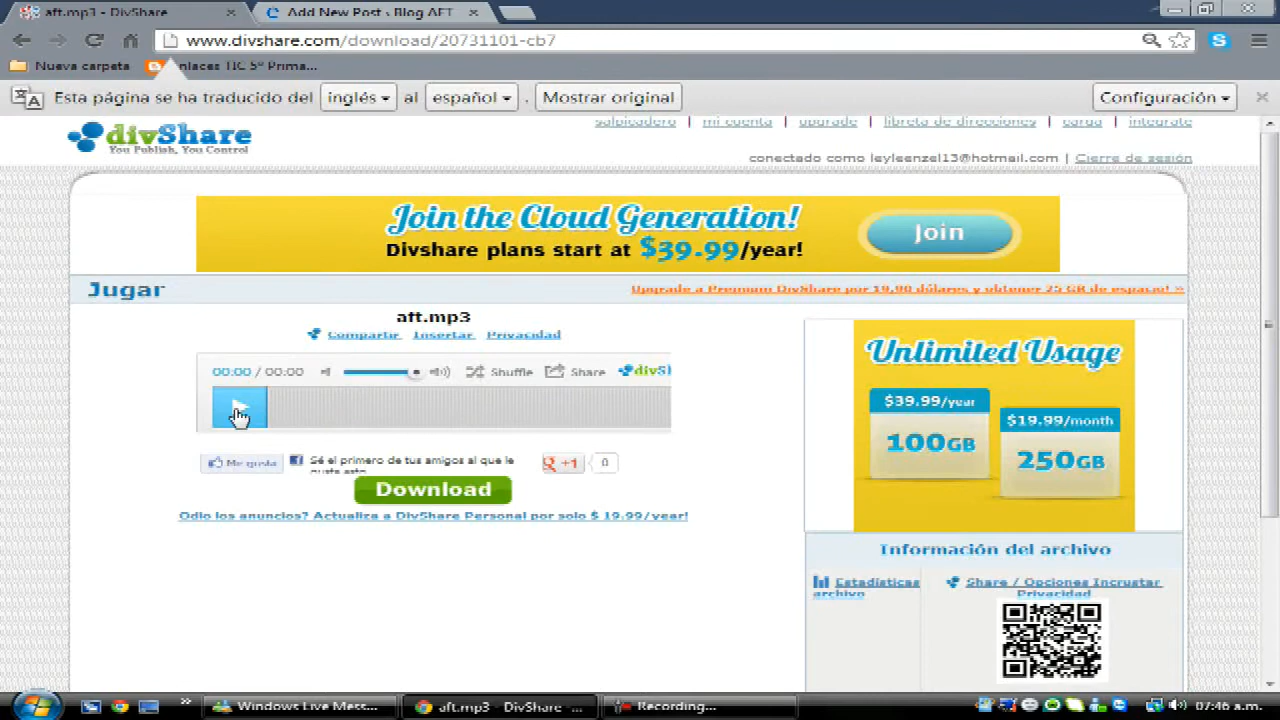 aft.mp3 - DivShare
Add New Post ‹ Blog AFT
www.divshare.com/download/20731101-cb7
Nueva carpeta
nlaces TIC 5º Prima...
Esta página se ha traducido del inglés al español . Mostrar original Configuración
divShare
You Publish, You Control
salpicadero | mi cuenta | upgrade | libreta de direcciones | carga | intégrate
conectado como leyleenzel13@hotmail.com | Cierre de sesión
Join the Cloud Generation!
Divshare plans start at $39.99/year!
Join
Jugar
Upgrade a Premium DivShare por 19,90 dólares y obtener 25 GB de espacio! »
aft.mp3
Compartir Insertar Privacidad
00:00 / 00:00 Shuffle Share divSh
Me gusta
Sé el primero de tus amigos al que le
guste esto.
+1
0
Download
Odio los anuncios? Actualiza a DivShare Personal por solo $ 19.99/year!
Unlimited Usage
$39.99/year
100GB
$19.99/month
250GB
Información del archivo
Estadísticas
archivo
Share / Opciones Incrustar
Privacidad
Windows Live Mess...
aft.mp3 - DivShare - ...
Recording...
07:46 a.m.